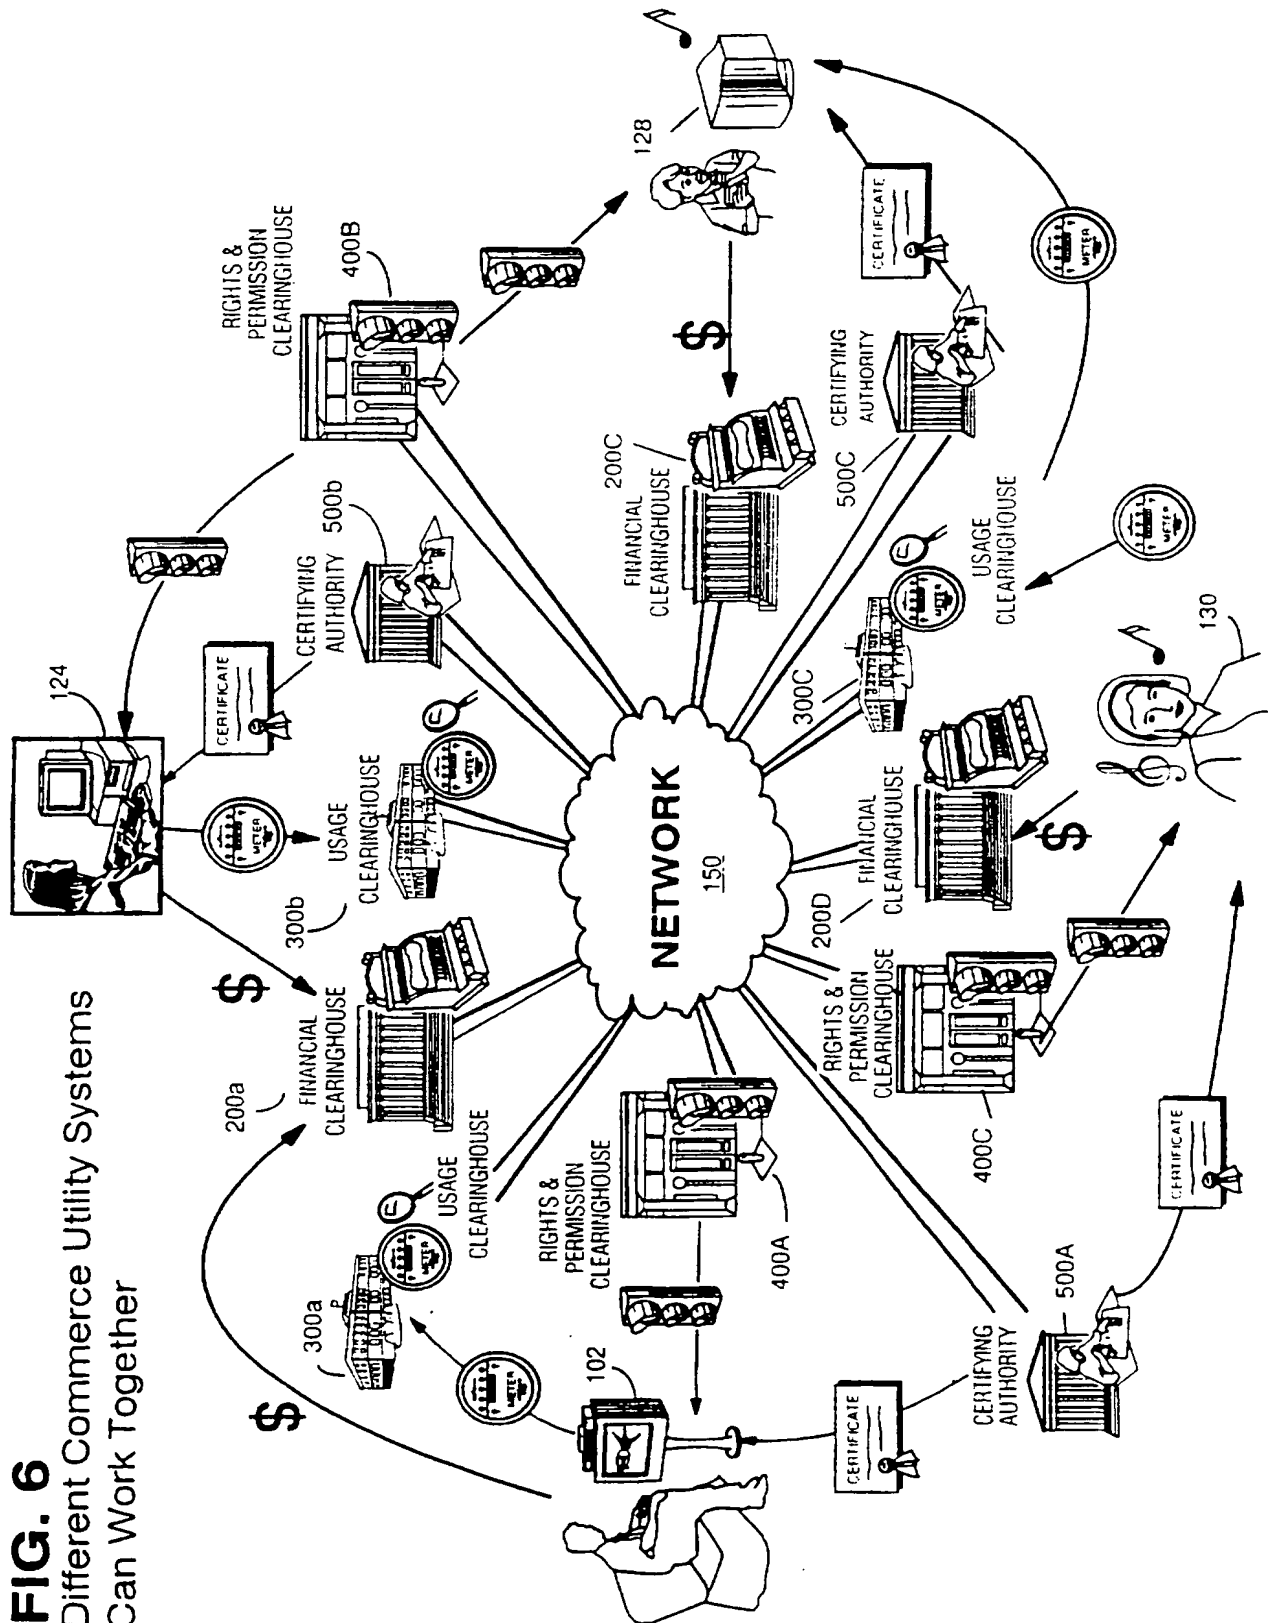 FIG. 6
Different Commerce Utility Systems
Can Work Together
124
$
METER
CERTIFICATE
200a
$
FINANCIAL
CLEARINGHOUSE
300b
USAGE
CLEARINGHOUSE
METER
CERTIFYING
AUTHORITY
500b
RIGHTS &
PERMISSION
CLEARINGHOUSE
400B
300a
METER
USAGE
CLEARINGHOUSE
METER
102
RIGHTS &
PERMISSION
CLEARINGHOUSE
400A
NETWORK
150
FINANCIAL
CLEARINGHOUSE
200C
$
128
CERTIFICATE
CERTIFYING
AUTHORITY
500A
RIGHTS &
PERMISSION
CLEARINGHOUSE
400C
200D
FINANCIAL
CLEARINGHOUSE
300C
METER
USAGE
CLEARINGHOUSE
500C
CERTIFYING
AUTHORITY
CERTIFICATE
METER
$
METER
CERTIFICATE
130